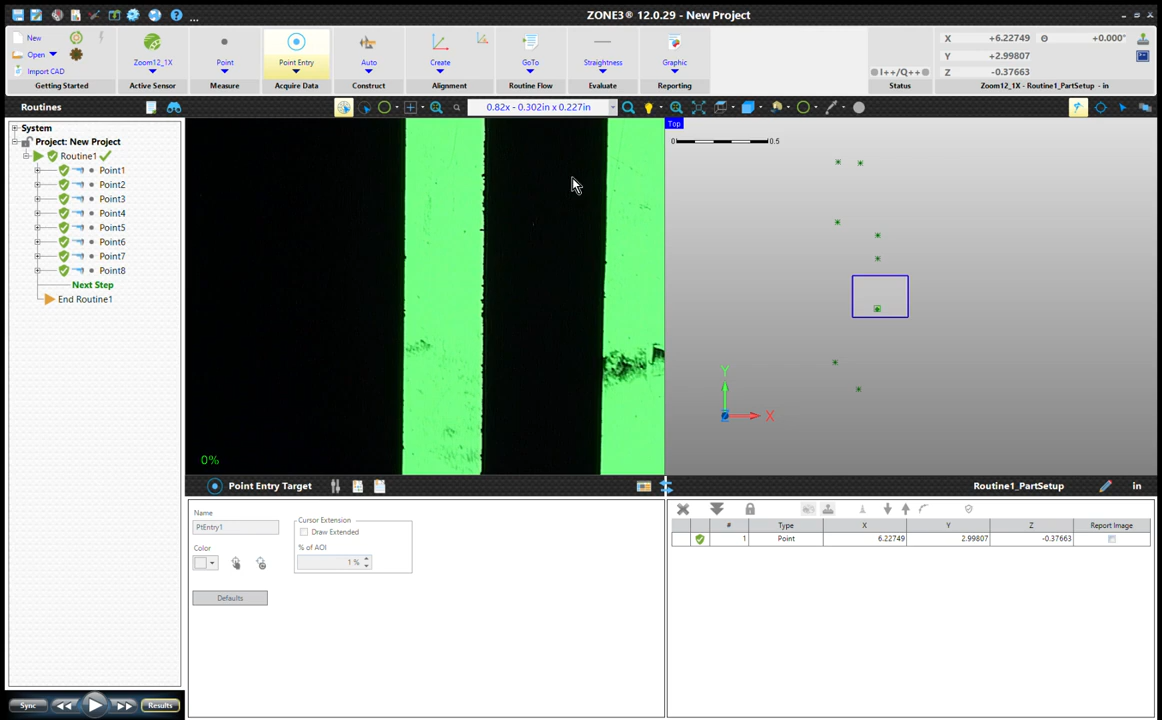 ZONE3® 12.0.29 - New Project
...
New
Open
Import CAD
Getting Started
Zoom12_1X
Active Sensor
Point
Measure
Point Entry
Acquire Data
Auto
Construct
Create
Alignment
GoTo
Routine Flow
Straightness
Evaluate
Graphic
Reporting
I++/Q++
Status
X +6.22749 Θ +0.000°
Y +2.99807
Z -0.37663
Zoom12_1X - Routine1_PartSetup - in
Routines
0.82x - 0.302in x 0.227in
System
Project: New Project
Routine1
Point1
Point2
Point3
Point4
Point5
Point6
Point7
Point8
Next Step
End Routine1
0%
Top
0 0.5
Y
X
Point Entry Target
Routine1_PartSetup in
Name
PtEntry1
Color
Defaults
Cursor Extension
Draw Extended
% of AOI
1 %
# Type X Y Z Report Image
1 Point 6.22749 2.99807 -0.37663
Sync
Results